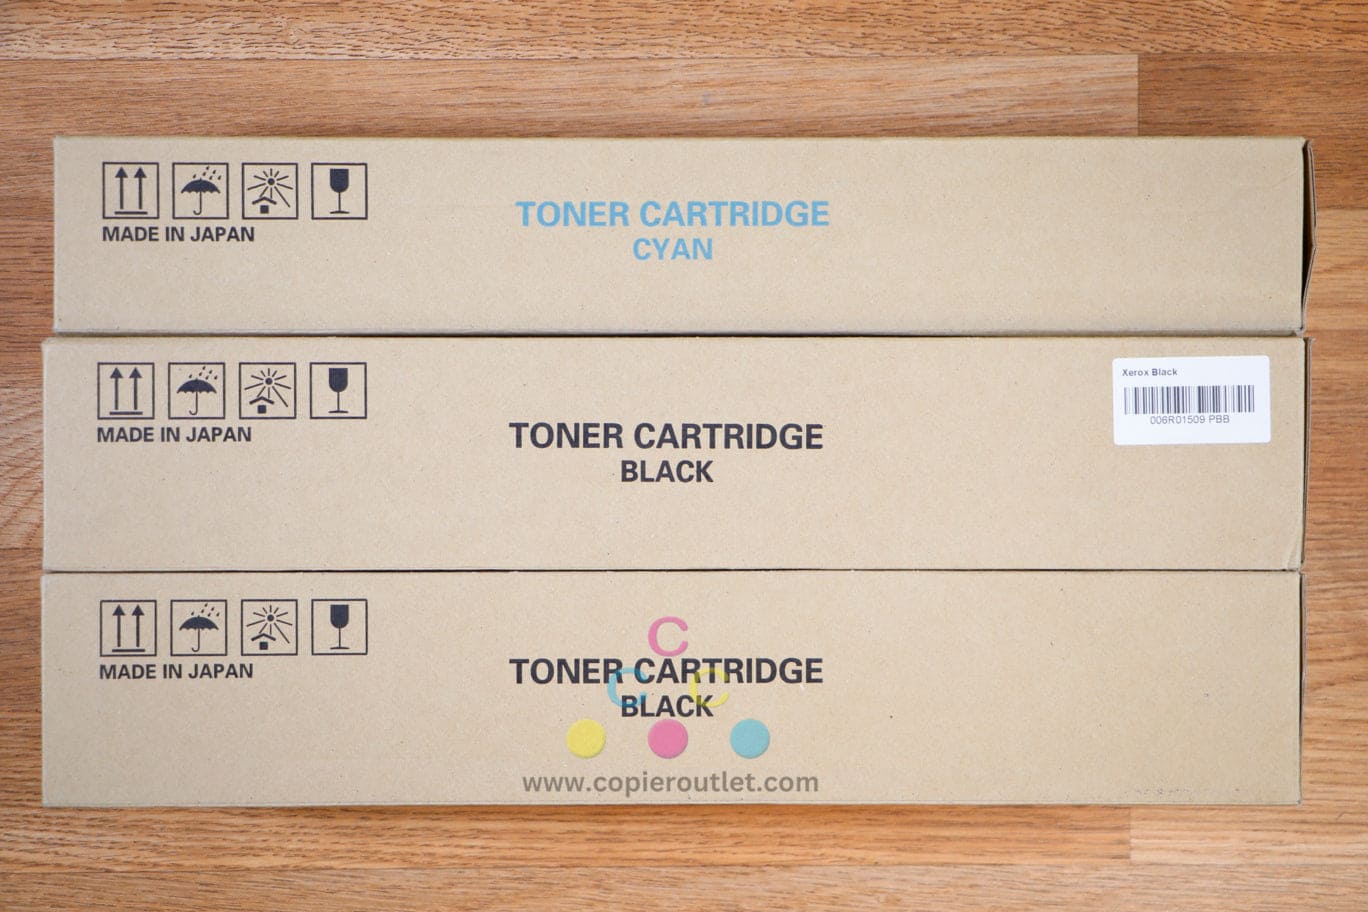 MADE IN JAPAN
TONER CARTRIDGE
CYAN
MADE IN JAPAN
TONER CARTRIDGE
BLACK
Xerox Black
006R01509 PBB
MADE IN JAPAN
C
TONER CARTRIDGE
C C
BLACK
www.copieroutlet.com